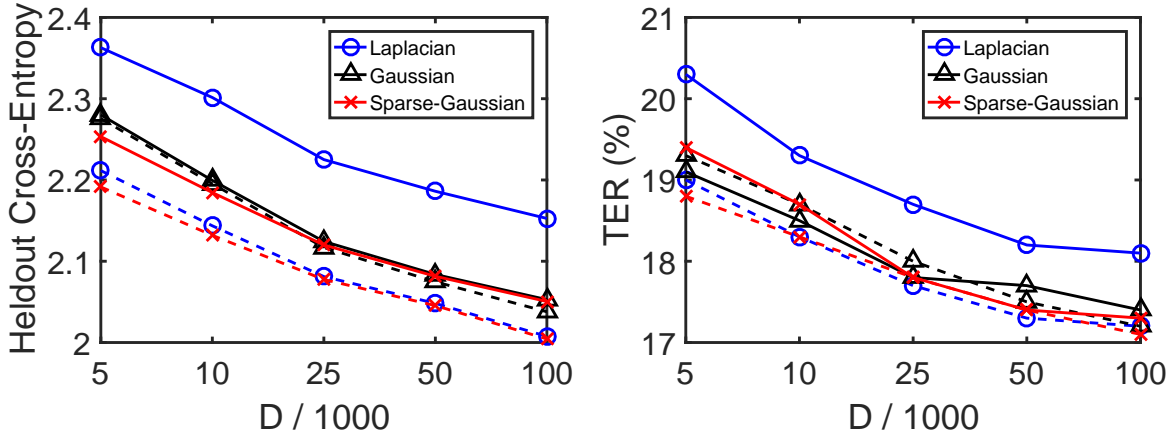 Heldout Cross-Entropy
2.4
2.3
2.2
2.1
2
5 10 25 50 100
D / 1000
Laplacian
Gaussian
Sparse-Gaussian
TER (%)
21
20
19
18
17
5 10 25 50 100
D / 1000
Laplacian
Gaussian
Sparse-Gaussian